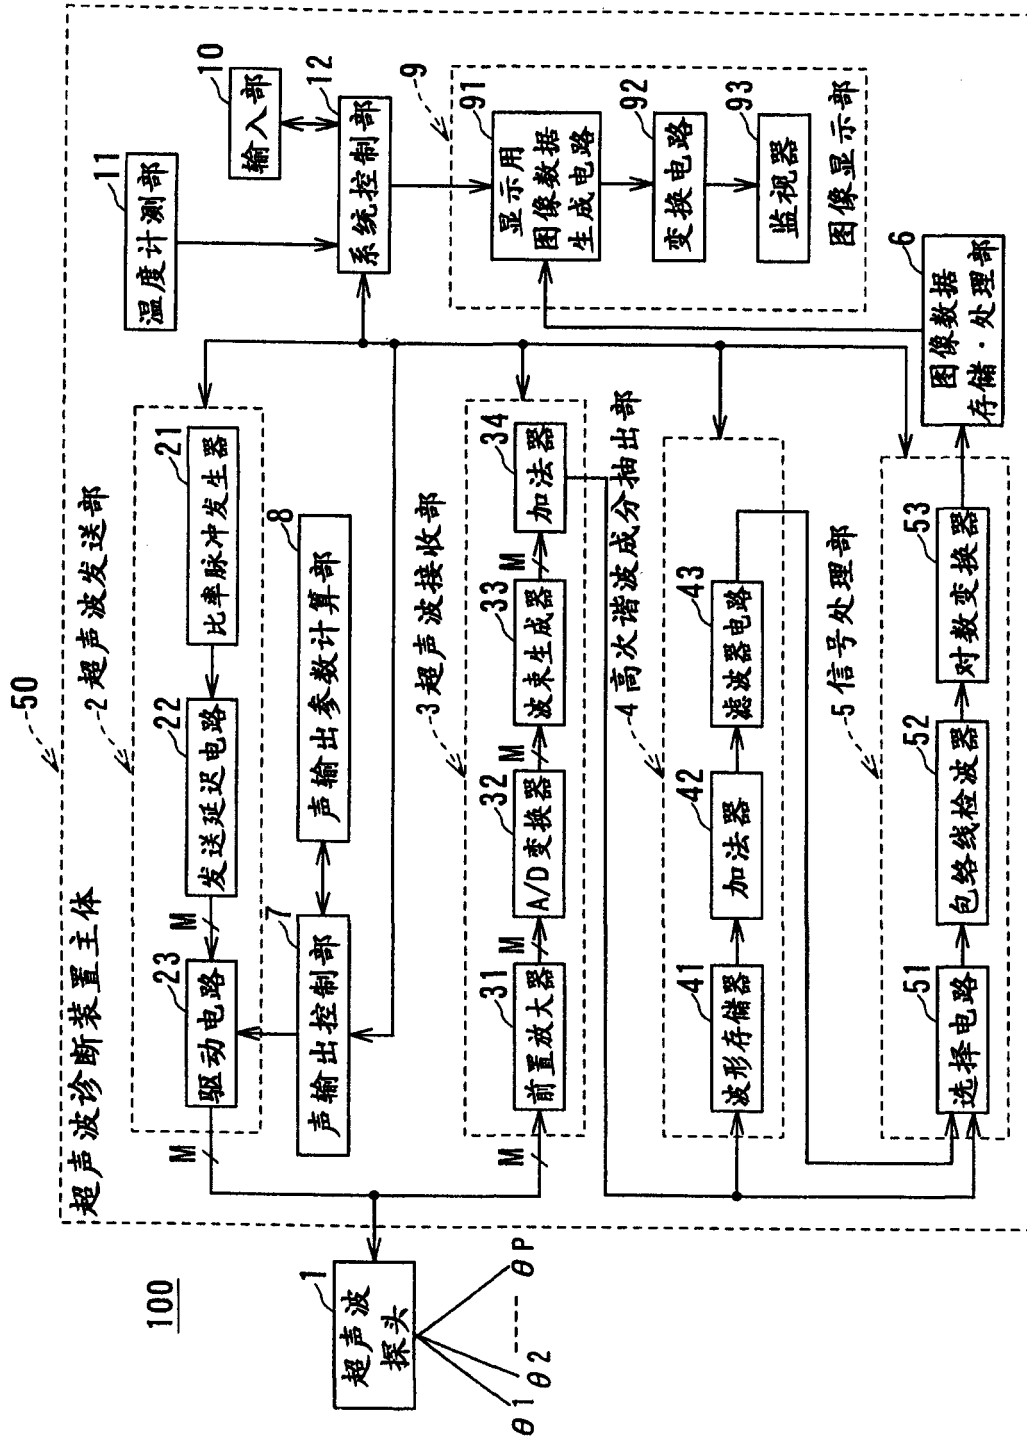 100
超声波诊断装置主体
50
1
超声波
探头
θ1
θ2
θP
2 超声波发送部
21
比率脉冲发生器
22
发送延迟电路
M
23
驱动电路
M
7
声输出控制部
8
声输出参数计算部
11
温度计测部
10
输入部
12
系统控制部
3 超声波接收部
M
31
前置放大器
M
32
A/D变换器
M
33
波束生成器
M
34
加法器
4 高次谐波成分抽出部
41
波形存储器
42
加法器
43
滤波器电路
5 信号处理部
51
选择电路
52
包络线检波器
53
对数变换器
6
图像数据
存储·处理部
9
91
显示用
图像数据
生成电路
92
变换电路
93
监视器
图像显示部